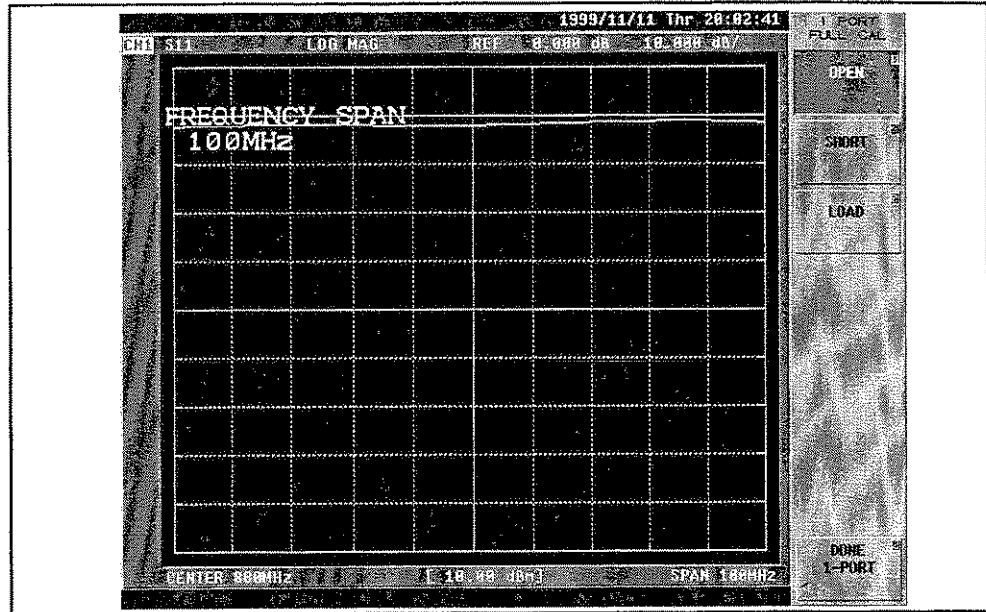 1999/11/11 Thr 20:02:41
CH1 S11 LOG MAG REF 0.000 dB 10.000 dB/
FREQUENCY SPAN
100MHz
CENTER 800MHz [ 10.00 dBm] SPAN 100MHz
1 PORT
FULL CAL
OPEN
SHORT
LOAD
DONE
1-PORT